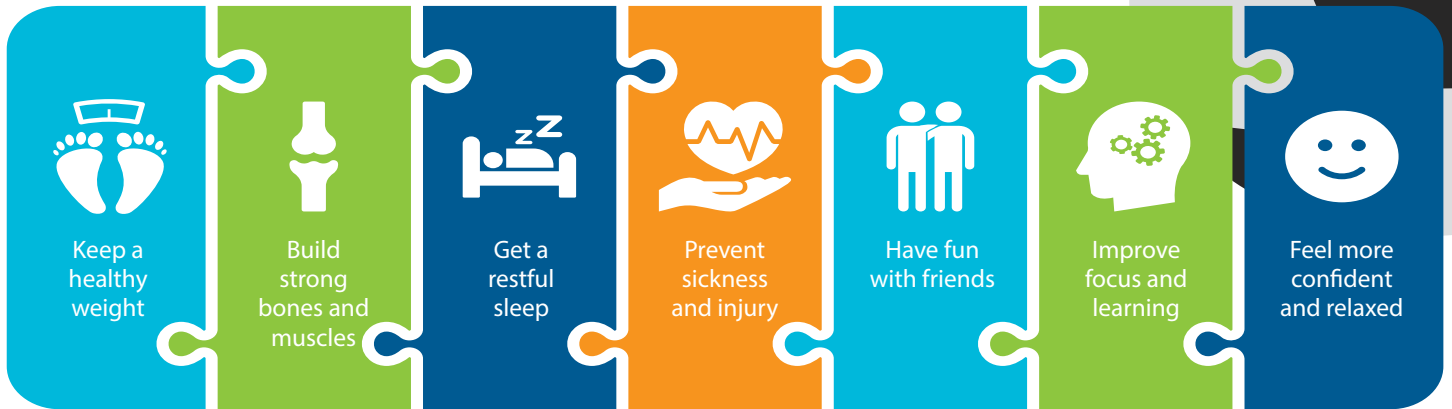 Keep a
healthy
weight
Build
strong
bones and
muscles
Get a
restful
sleep
Prevent
sickness
and injury
Have fun
with friends
Improve
focus and
learning
Feel more
confident
and relaxed